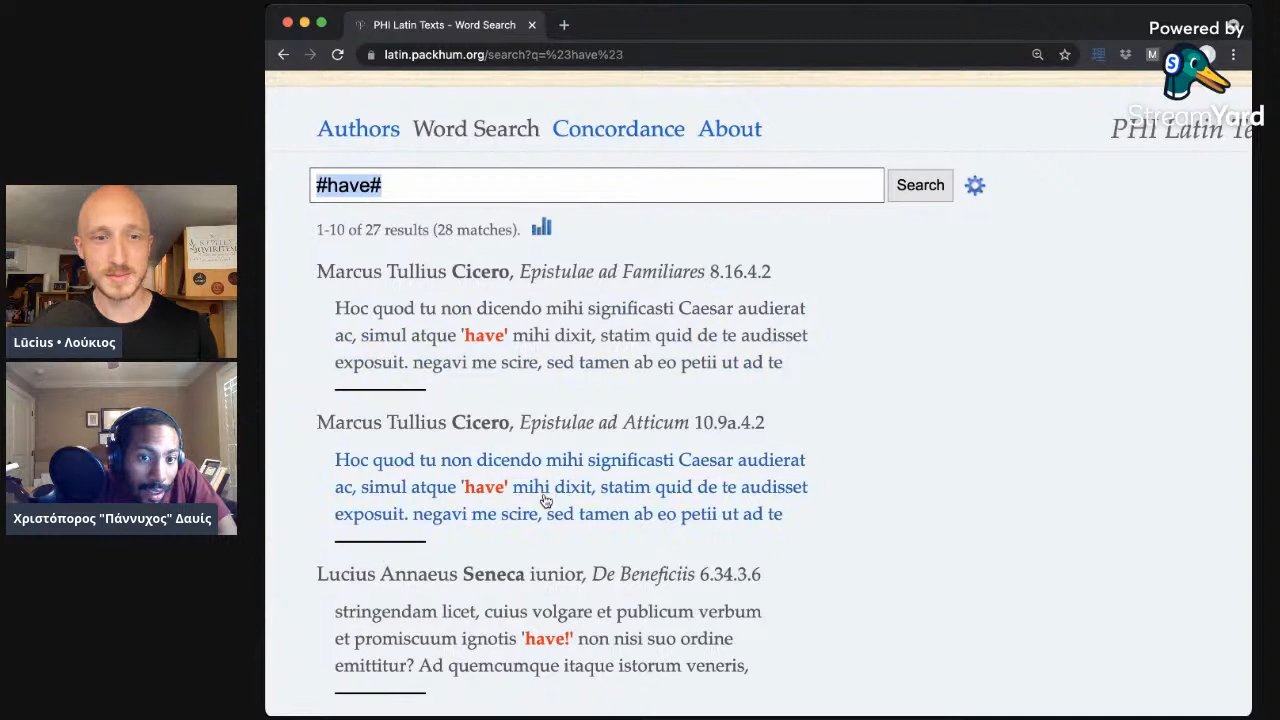 PHI Latin Texts - Word Search
latin.packhum.org/search?q=%23have%23
M
Powered by
S
StreamYard
Authors Word Search Concordance About
PHI Latin Te
#have#
Search
1-10 of 27 results (28 matches).
Marcus Tullius Cicero, Epistulae ad Familiares 8.16.4.2
Hoc quod tu non dicendo mihi significasti Caesar audierat
ac, simul atque 'have' mihi dixit, statim quid de te audisset
exposuit. negavi me scire, sed tamen ab eo petii ut ad te
Marcus Tullius Cicero, Epistulae ad Atticum 10.9a.4.2
Hoc quod tu non dicendo mihi significasti Caesar audierat
ac, simul atque 'have' mihi dixit, statim quid de te audisset
exposuit. negavi me scire, sed tamen ab eo petii ut ad te
Lucius Annaeus Seneca iunior, De Beneficiis 6.34.3.6
stringendam licet, cuius volgare et publicum verbum
et promiscuum ignotis 'have!' non nisi suo ordine
emittitur? Ad quemcumque itaque istorum veneris,
Lūcius • Λούκιος
Χριστόπορος "Πάννυχος" Δαυίς